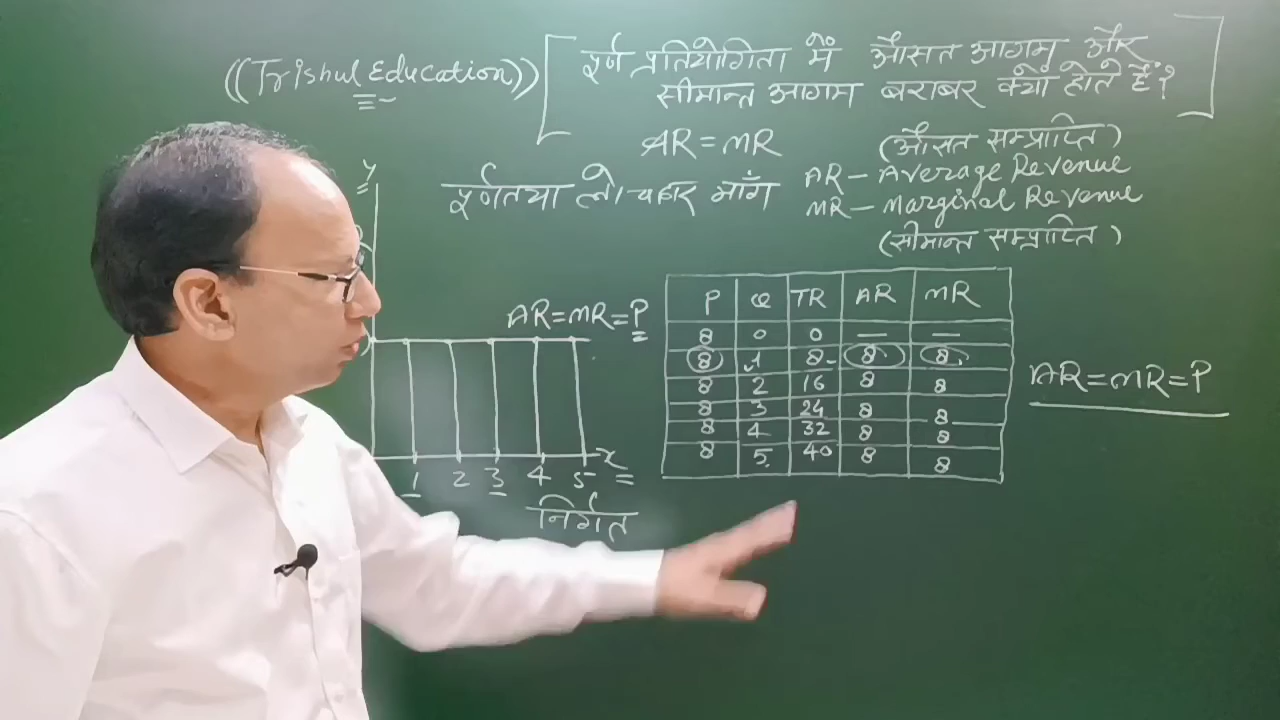 ((Trishul Education))
पूर्ण प्रतियोगिता में औसत आगम और
सीमान्त आगम बराबर क्यों होते हैं?
AR = MR
(औसत सम्प्राप्ति)
पूर्णतया लोचदार माँग
AR – Average Revenue
MR – Marginal Revenue
(सीमान्त सम्प्राप्ति)
y
AR = MR = P
x
1 2 3 4 5
निर्गत
P Q TR AR MR
8 0 0 — —
8 1 8 8 8
8 2 16 8 8
8 3 24 8 8
8 4 32 8 8
8 5 40 8 8
AR = MR = P